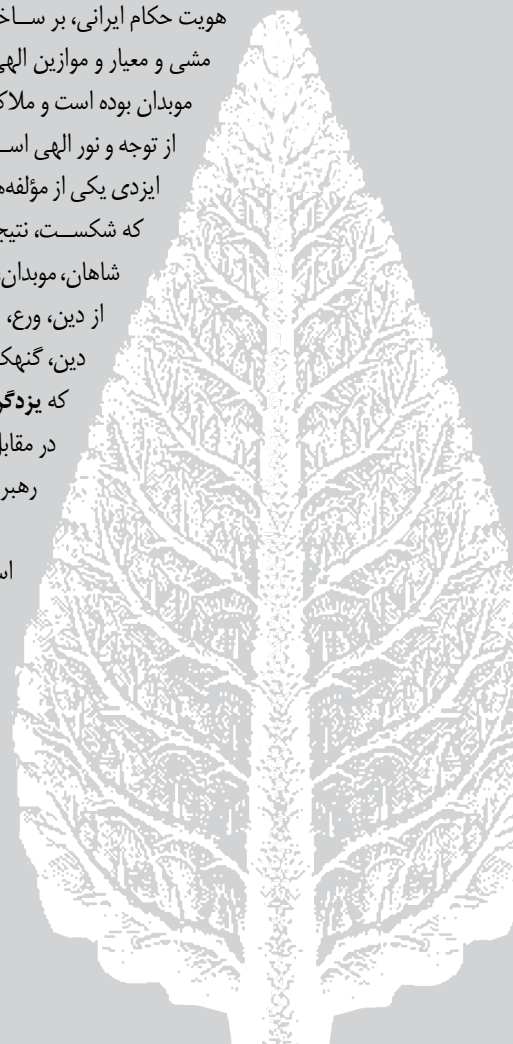 هویت حکام ایرانی، بر ســاخ
مشی و معیار و موازین الهی
موبدان بوده است و ملاک
از توجه و نور الهی اســ
ایزدی یکی از مؤلفه‌ه
که شکســت، نتیج
شاهان، موبدان،
از دین، ورع،
دین، گنهک
که یزدگر
در مقابل
رهبر
اس